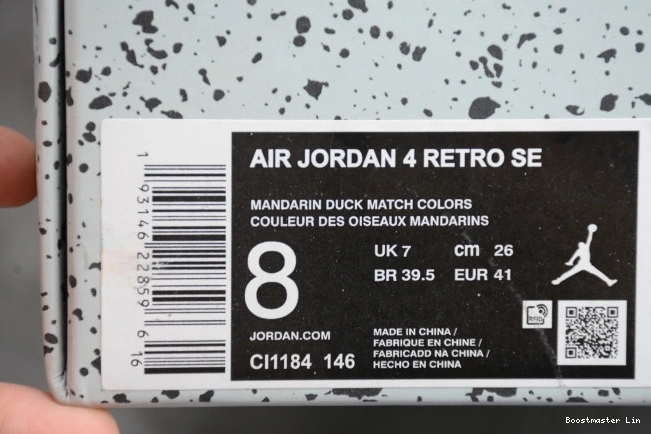 AIR JORDAN 4 RETRO SE
MANDARIN DUCK MATCH COLORS
COULEUR DES OISEAUX MANDARINS
8
UK 7 cm 26
BR 39.5 EUR 41
JORDAN.COM
CI1184 146
MADE IN CHINA /
FABRIQUE EN CHINE /
FABRICADD NA CHINA /
HECHO EN CHINA
RFID
1 93146 22859 6 16
Boostmaster Lin